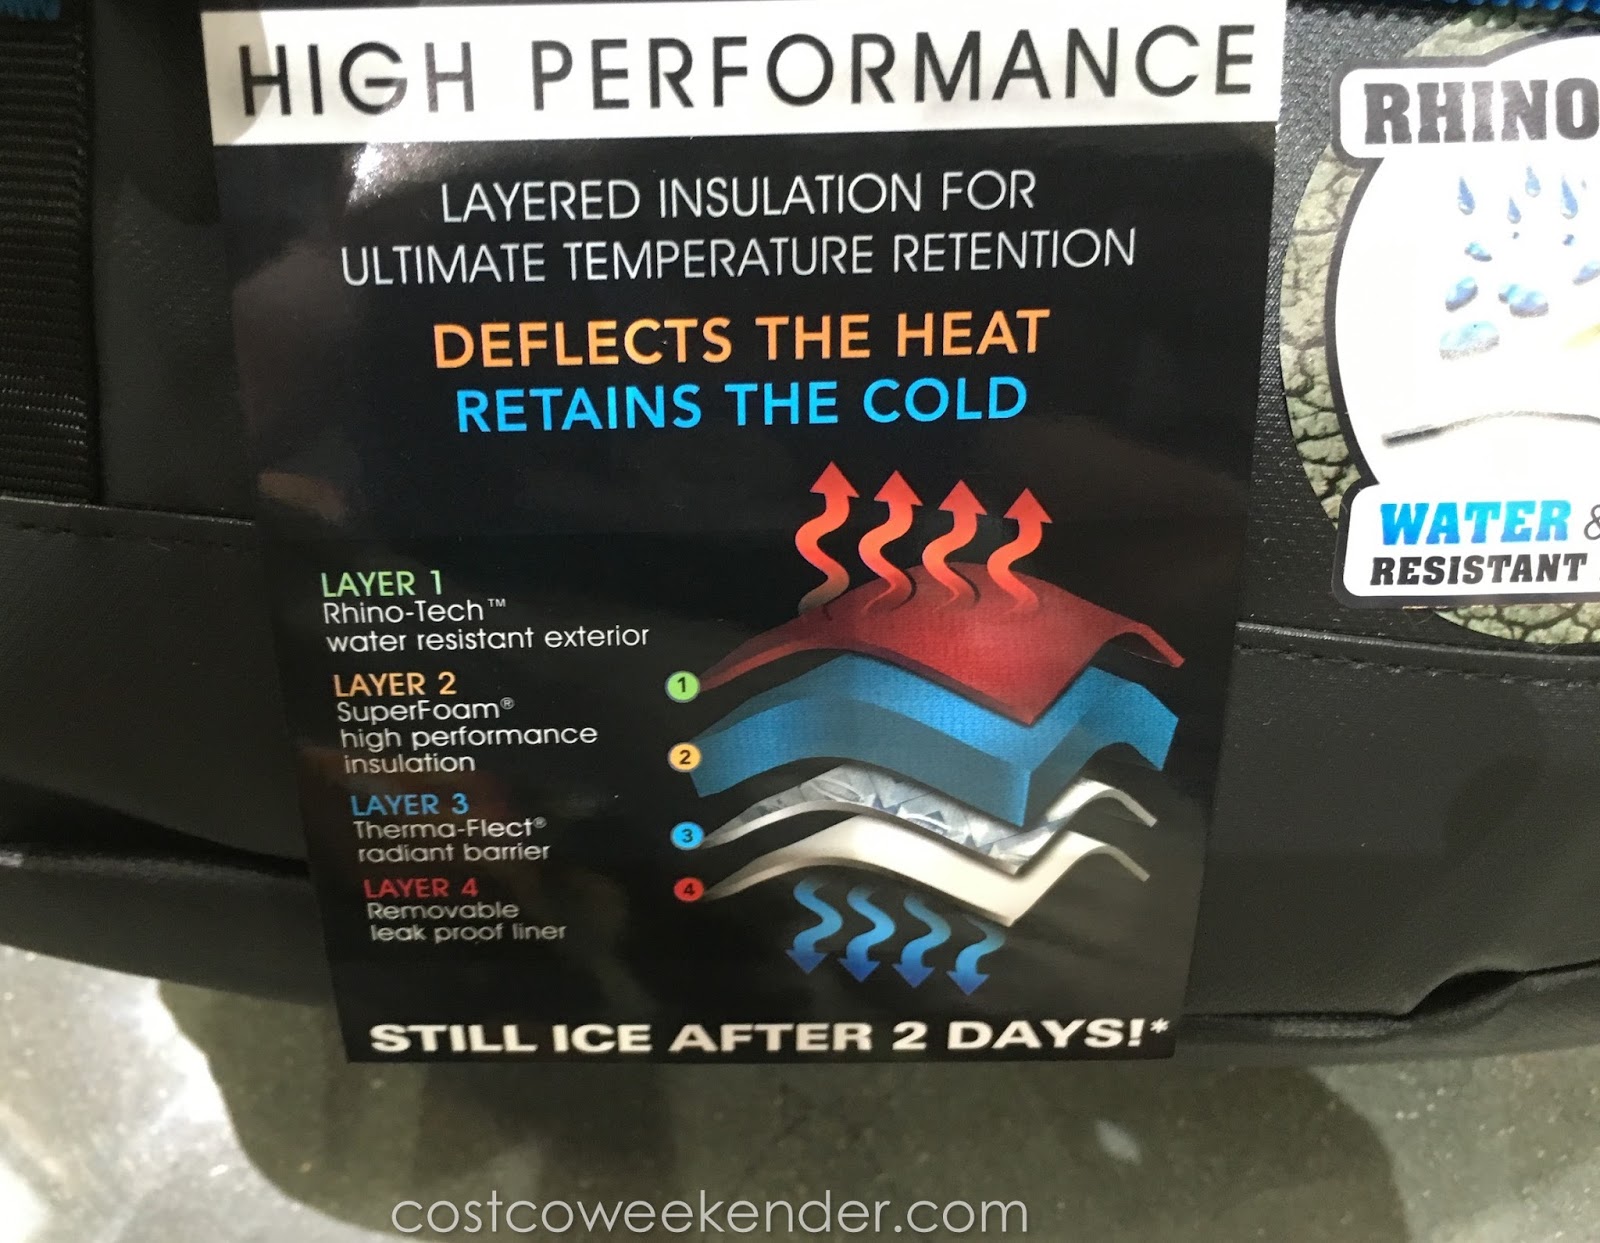 HIGH PERFORMANCE
LAYERED INSULATION FOR
ULTIMATE TEMPERATURE RETENTION
DEFLECTS THE HEAT
RETAINS THE COLD
LAYER 1
Rhino-Tech™
water resistant exterior
LAYER 2
SuperFoam®
high performance
insulation
LAYER 3
Therma-Flect®
radiant barrier
LAYER 4
Removable
leak proof liner
1
2
3
4
STILL ICE AFTER 2 DAYS!*
RHINO
WATER &
RESISTANT
costcoweekender.com